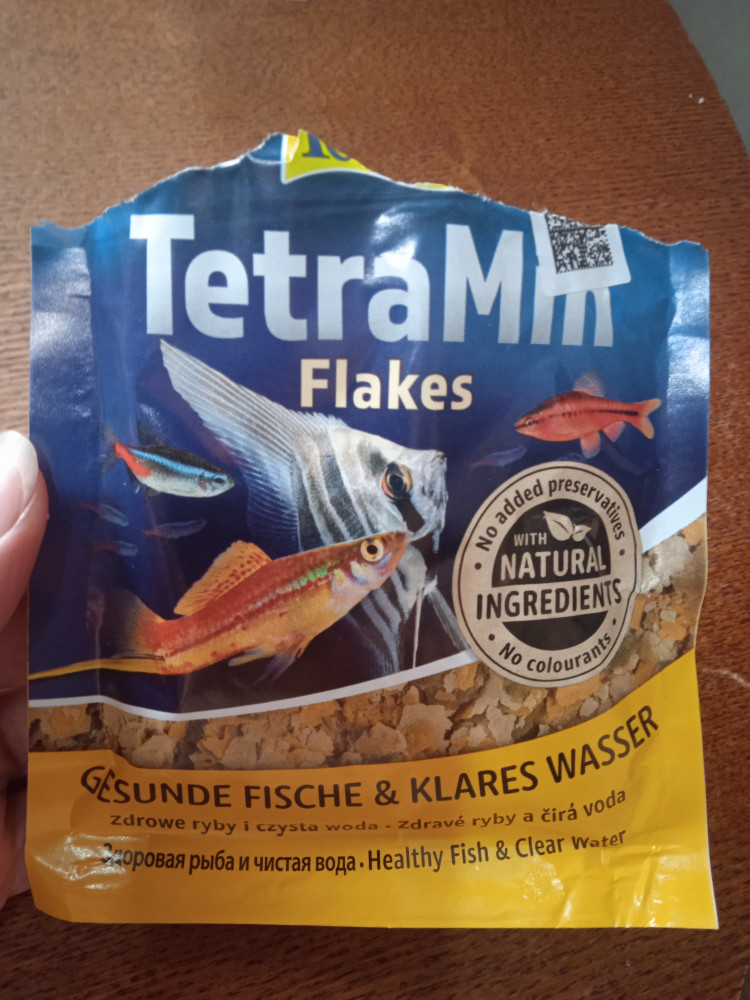 TetraMin
Flakes
No added preservatives
WITH
NATURAL
INGREDIENTS
No colourants
GESUNDE FISCHE & KLARES WASSER
Zdrowe ryby i czysta woda - Zdravé ryby a čirá voda
Здоровая рыба и чистая вода • Healthy Fish & Clear Water